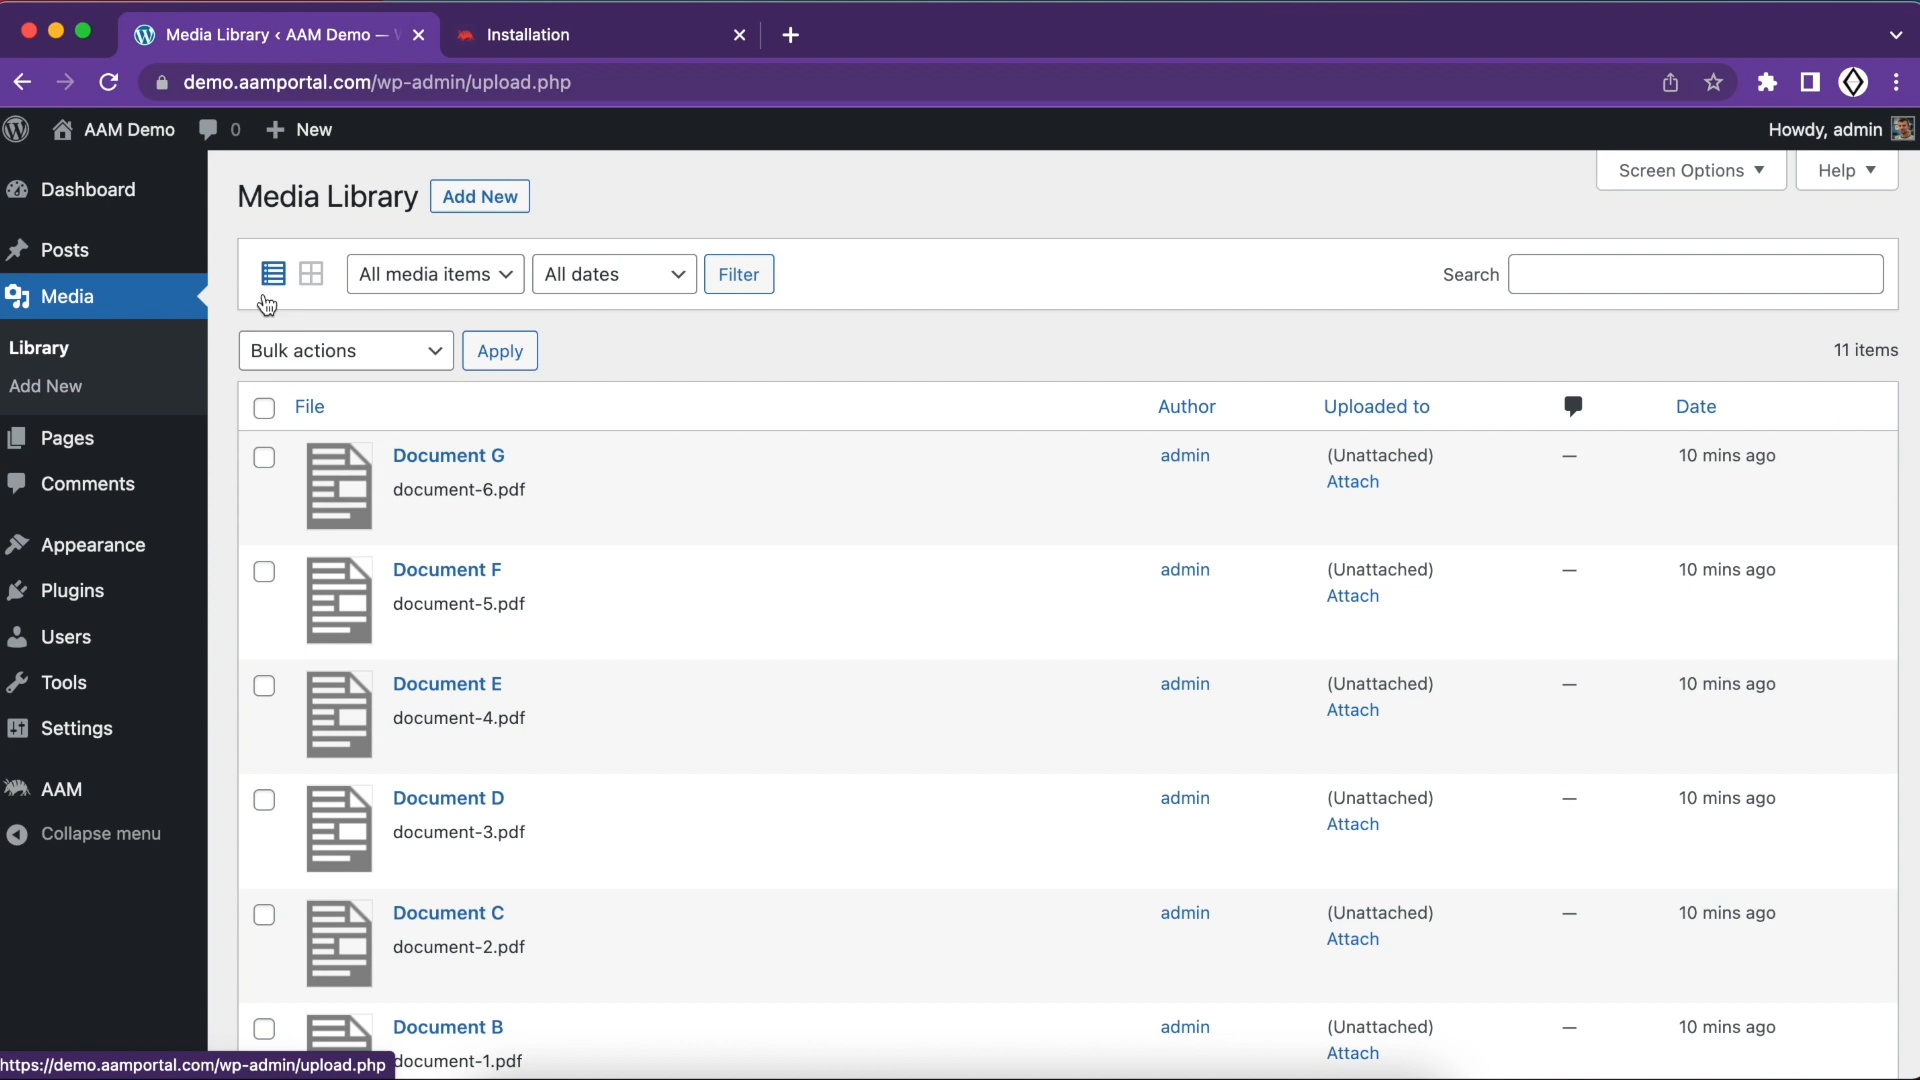 Media Library ‹ AAM Demo —
Installation
demo.aamportal.com/wp-admin/upload.php
AAM Demo 0 New
Howdy, admin
Dashboard
Posts
Media
Library
Add New
Pages
Comments
Appearance
Plugins
Users
Tools
Settings
AAM
Collapse menu
Screen Options
Help
Media Library Add New
All media items All dates Filter
Search
Bulk actions Apply
11 items
File Author Uploaded to Date
Document G admin (Unattached) — 10 mins ago
document-6.pdf Attach
Document F admin (Unattached) — 10 mins ago
document-5.pdf Attach
Document E admin (Unattached) — 10 mins ago
document-4.pdf Attach
Document D admin (Unattached) — 10 mins ago
document-3.pdf Attach
Document C admin (Unattached) — 10 mins ago
document-2.pdf Attach
Document B admin (Unattached) — 10 mins ago
document-1.pdf Attach
https://demo.aamportal.com/wp-admin/upload.php